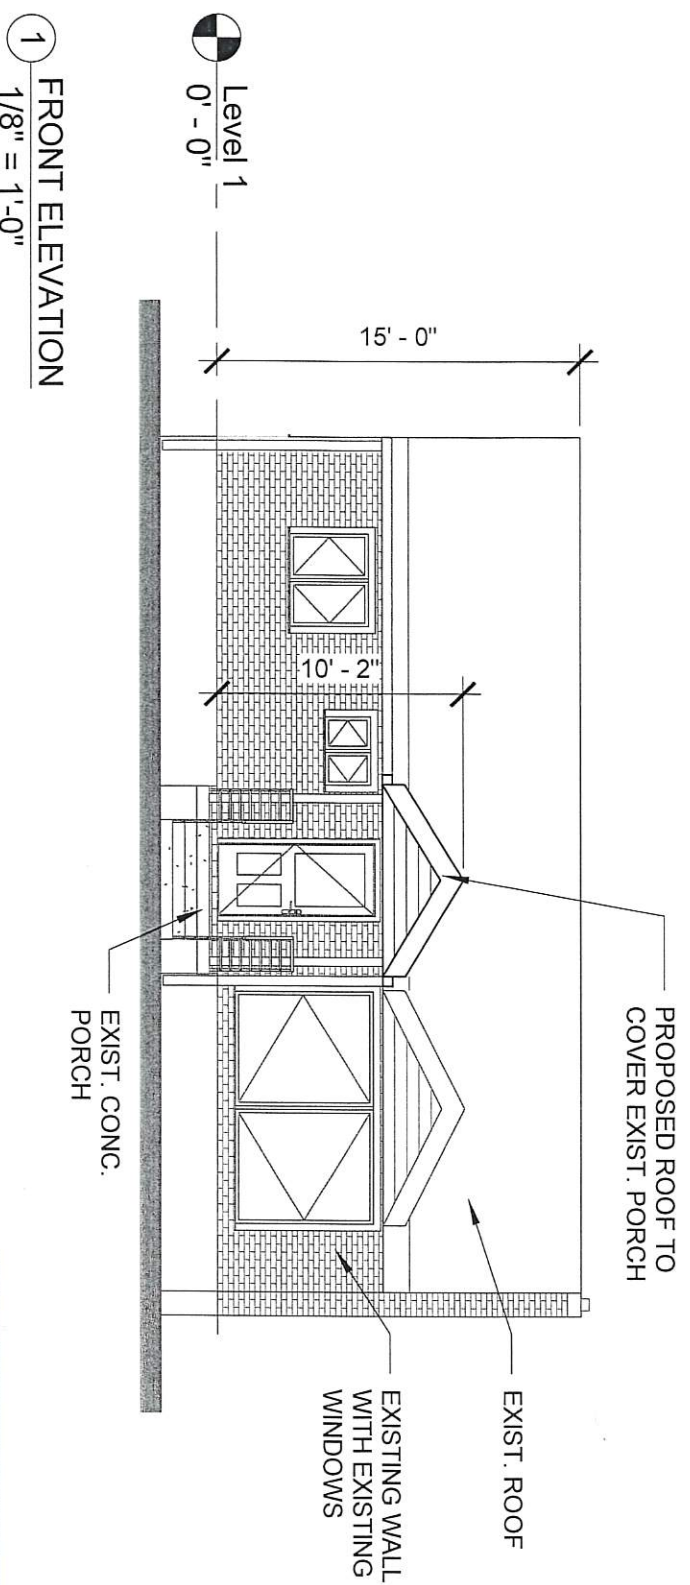 PROPOSED ROOF TO
COVER EXIST. PORCH
EXIST. ROOF
EXISTING WALL
WITH EXISTING
WINDOWS
15' - 0"
10' - 2"
Level 1
0' - 0"
EXIST. CONC.
PORCH
1
FRONT ELEVATION
1/8" = 1'-0"